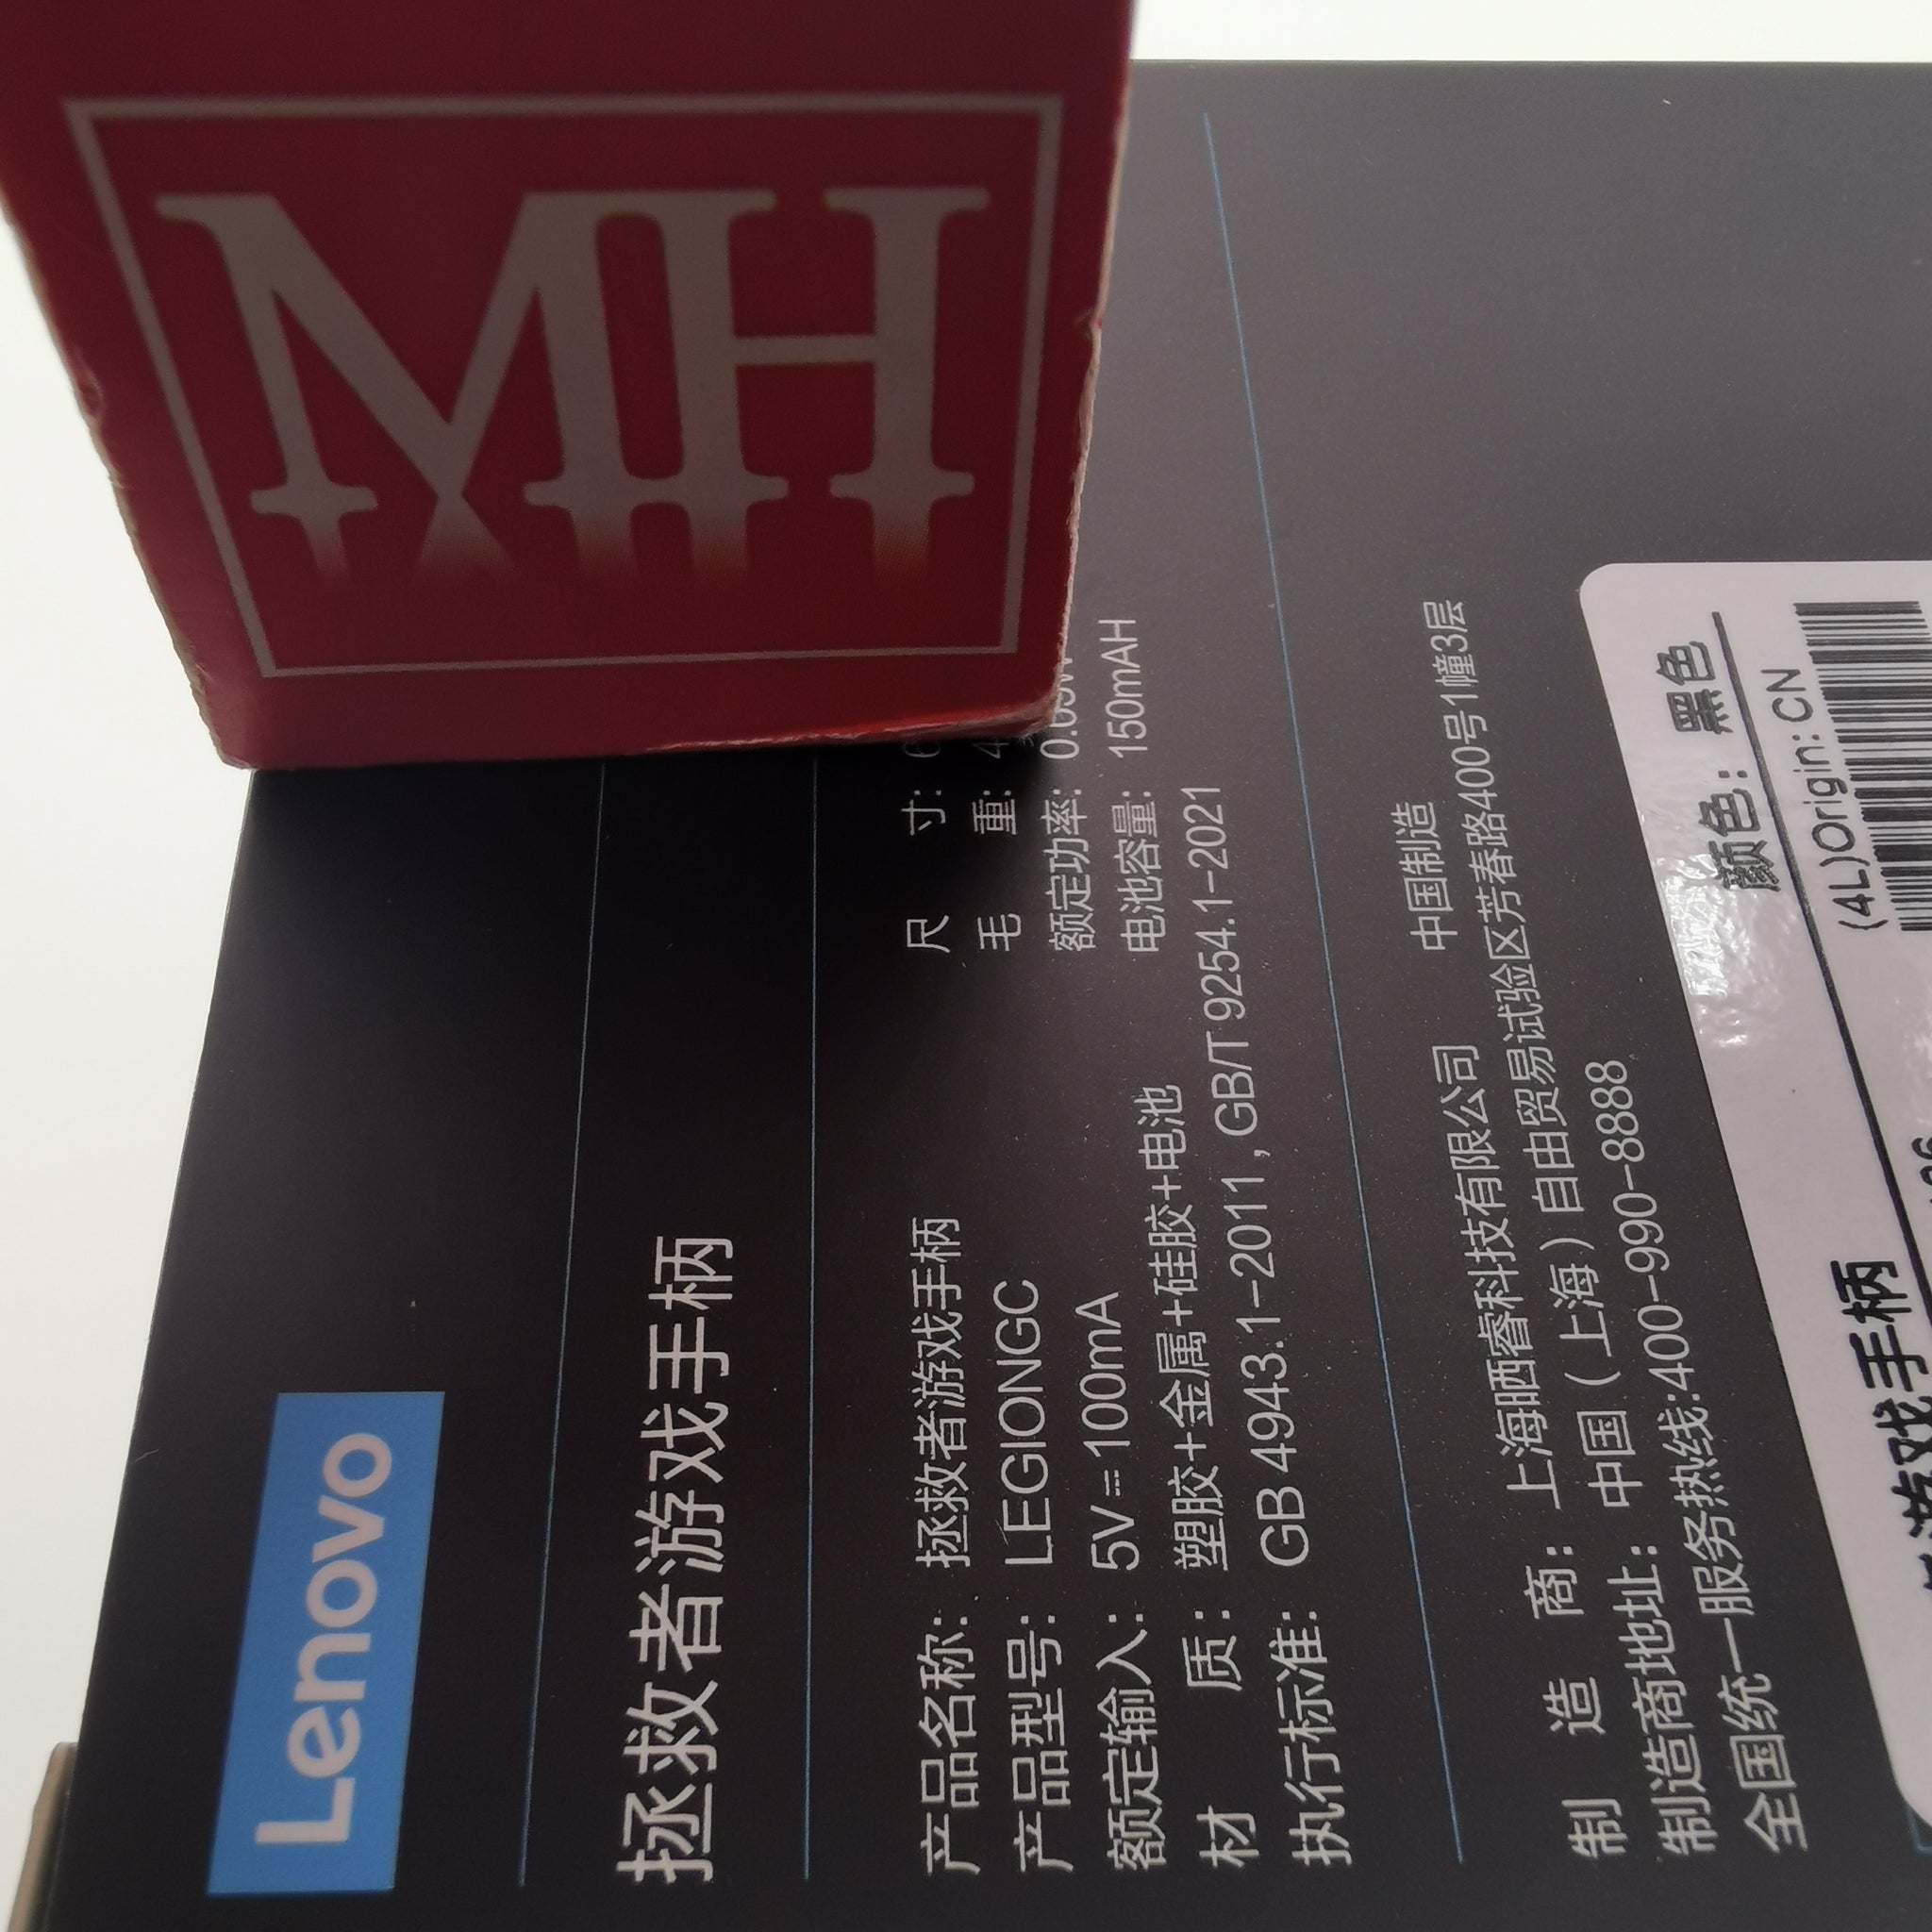 MH
Lenovo
拯救者游戏手柄
产品名称: 拯救者游戏手柄
产品型号: LEGIONGC
额定输入: 5V⎓100mA
材 质: 塑胶+金属+硅胶+电池
执行标准: GB 4943.1-2011, GB/T 9254.1-2021
尺 寸:
毛 重:
额定功率:
电池容量: 150mAH
制 造 商: 上海晒睿科技有限公司 中国制造
制造商地址: 中国（上海）自由贸易试验区芳春路400号1幢3层
全国统一服务热线:400-990-8888
颜色: 黑色
(4L)Origin:CN
游戏手柄